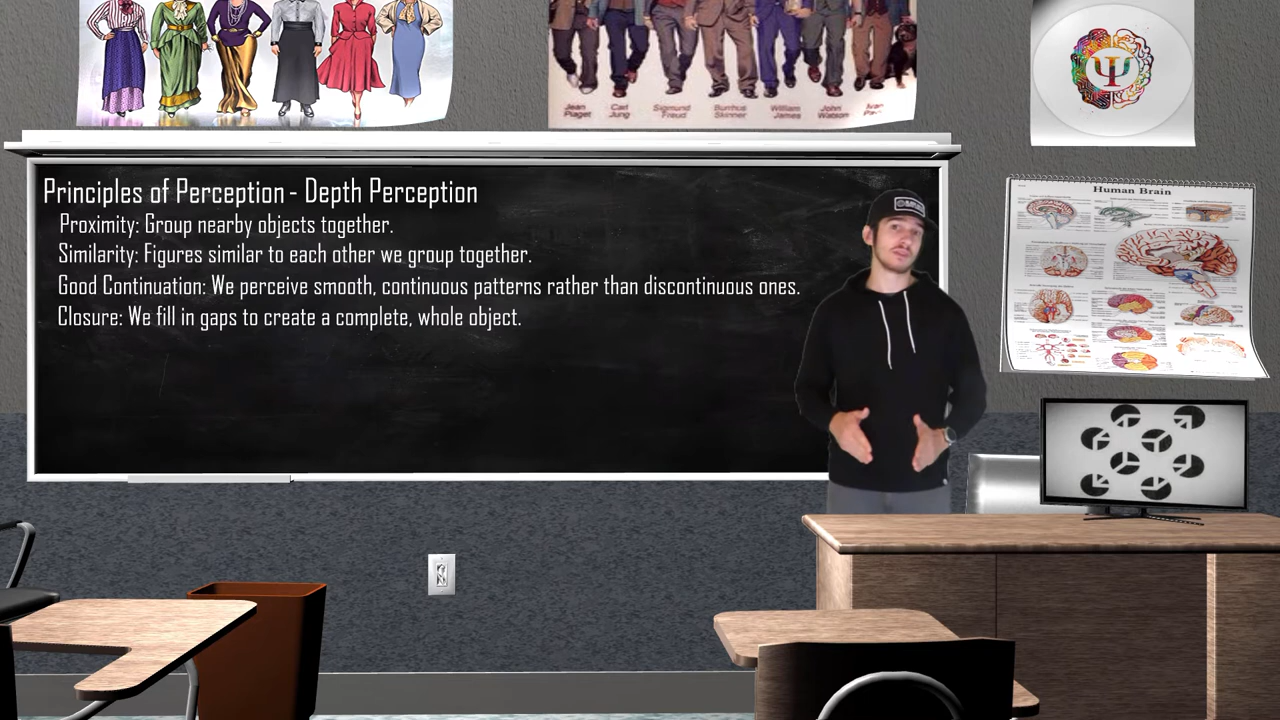 Jean Carl Sigmund Burrhus William John Ivan
Piaget Jung Freud Skinner James Watson
Ψ
Human Brain
Principles of Perception - Depth Perception
Proximity: Group nearby objects together.
Similarity: Figures similar to each other we group together.
Good Continuation: We perceive smooth, continuous patterns rather than discontinuous ones.
Closure: We fill in gaps to create a complete, whole object.